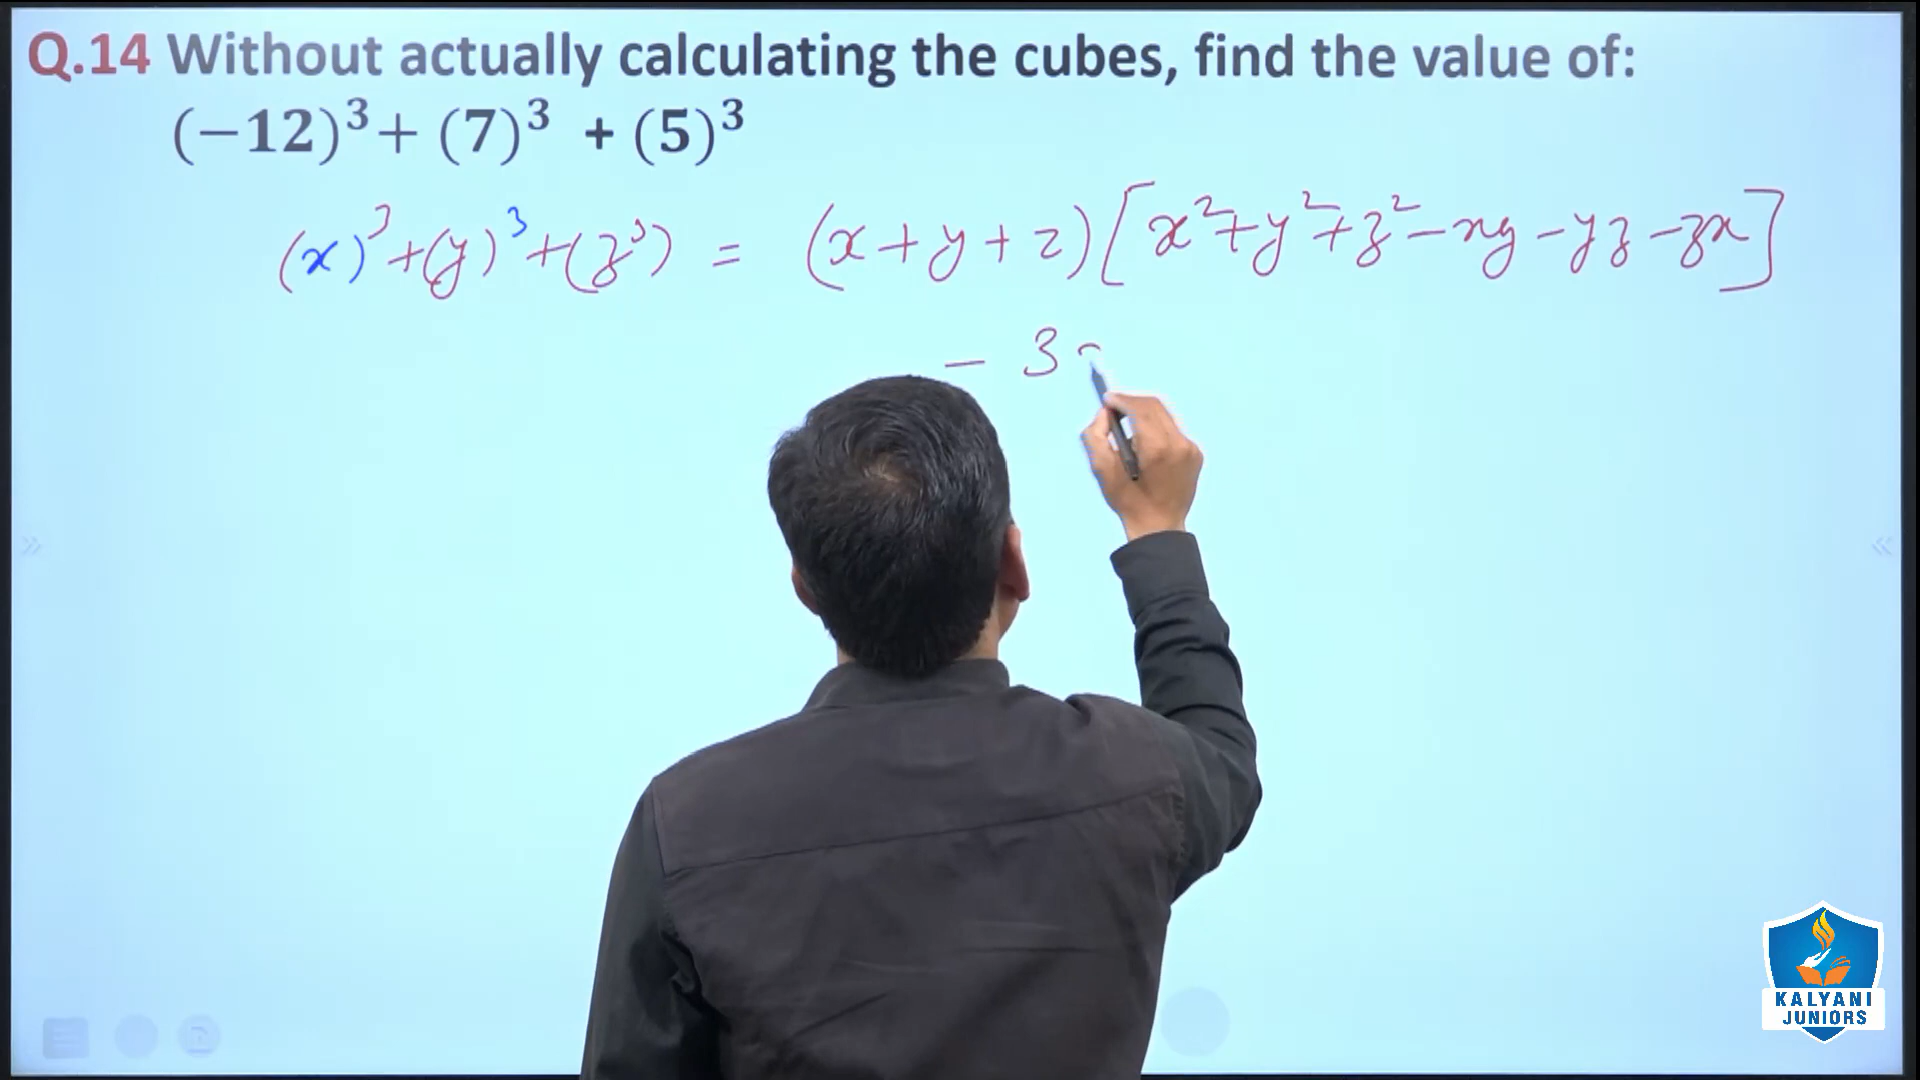 Q.14 Without actually calculating the cubes, find the value of:
(−12)³+ (7)³ + (5)³
(x)³+(y)³+(z³) = (x+y+z)[x²+y²+z²-xy-yz-zx]
- 3
KALYANI
JUNIORS